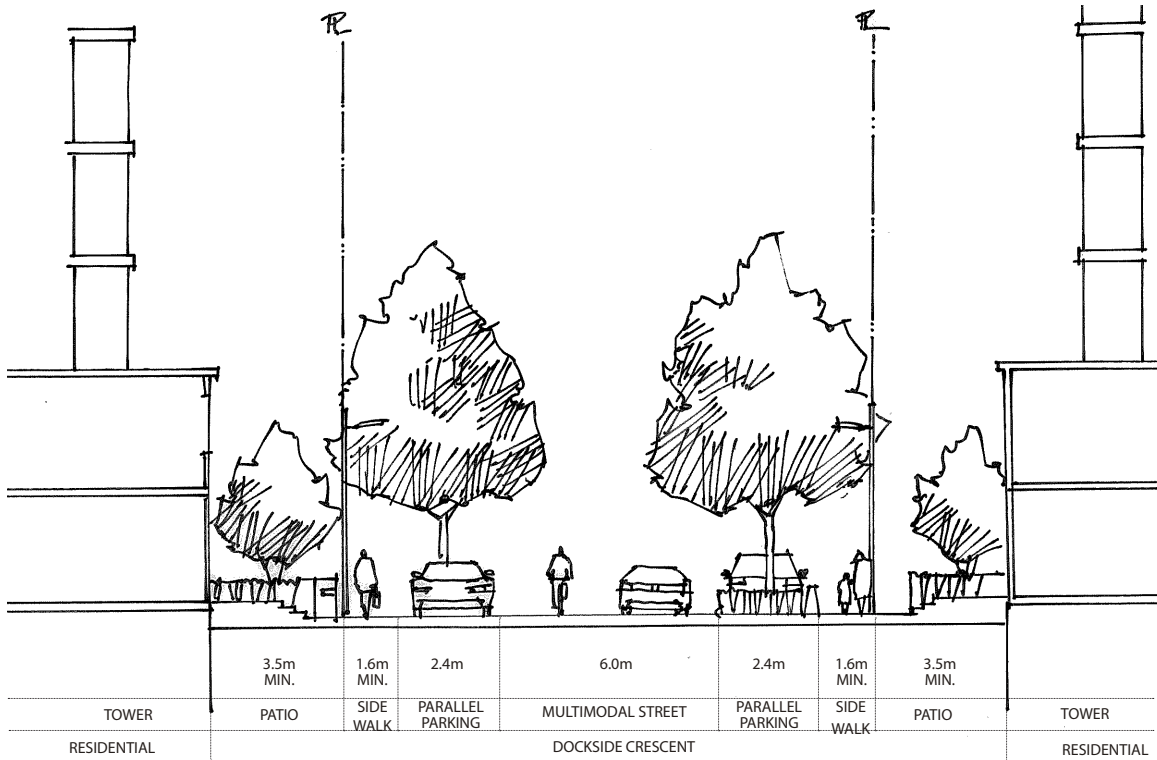 PL
PL
3.5m
MIN.
1.6m
MIN.
2.4m
6.0m
2.4m
1.6m
MIN.
3.5m
MIN.
TOWER
PATIO
SIDE
WALK
PARALLEL
PARKING
MULTIMODAL STREET
PARALLEL
PARKING
SIDE
WALK
PATIO
TOWER
RESIDENTIAL
DOCKSIDE CRESCENT
RESIDENTIAL